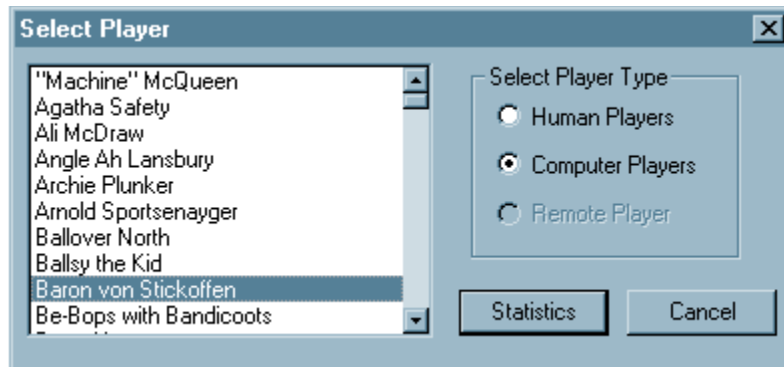 Select Player
"Machine" McQueen
Agatha Safety
Ali McDraw
Angle Ah Lansbury
Archie Plunker
Arnold Sportsenayger
Ballover North
Ballsy the Kid
Baron von Stickoffen
Be-Bops with Bandicoots
Select Player Type
Human Players
Computer Players
Remote Player
Statistics
Cancel